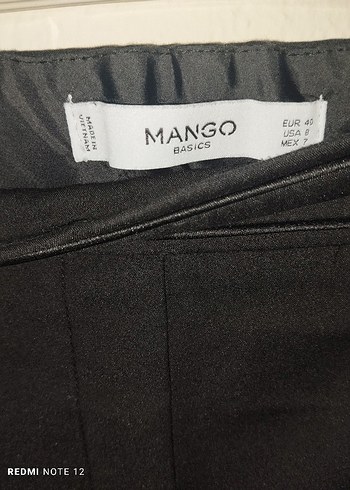 MADE IN
VIETNAM
MANGO
BASICS
EUR 40
USA 8
MEX 7
REDMI NOTE 12